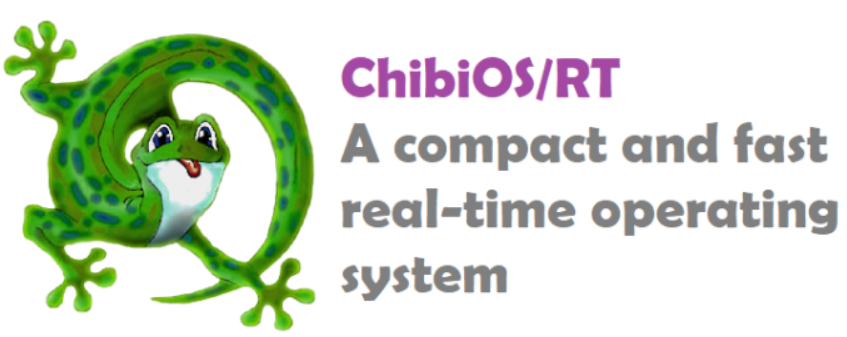 ChibiOS/RT
A compact and fast
real-time operating
system